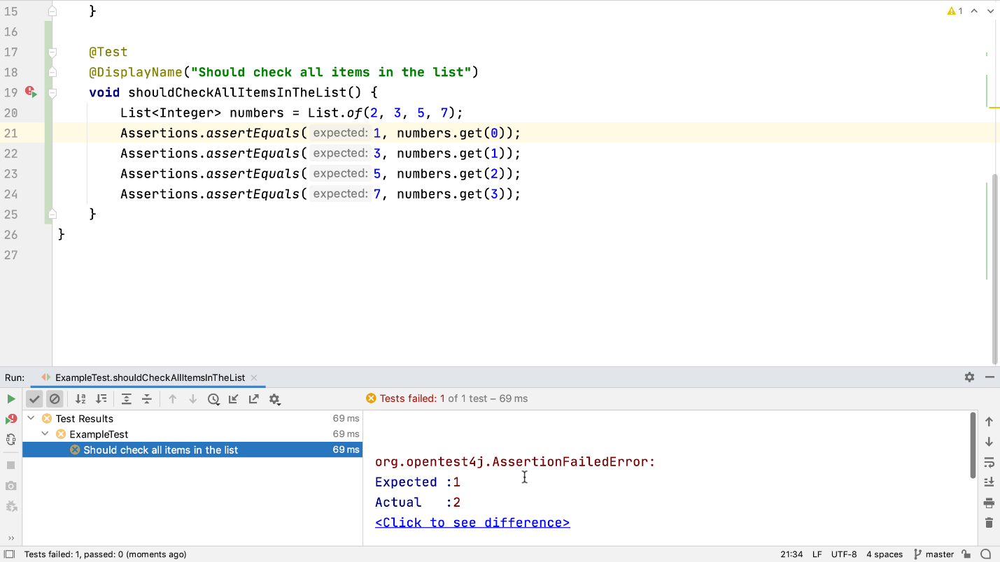 15 }
1
16
17 @Test
18 @DisplayName("Should check all items in the list")
19 void shouldCheckAllItemsInTheList() {
20 List<Integer> numbers = List.of(2, 3, 5, 7);
21 Assertions.assertEquals( expected: 1, numbers.get(0));
22 Assertions.assertEquals( expected: 3, numbers.get(1));
23 Assertions.assertEquals( expected: 5, numbers.get(2));
24 Assertions.assertEquals( expected: 7, numbers.get(3));
25 }
26 }
27
Run: ExampleTest.shouldCheckAllItemsInTheList
Tests failed: 1 of 1 test – 69 ms
Test Results 69 ms
ExampleTest 69 ms
Should check all items in the list 69 ms
org.opentest4j.AssertionFailedError:
Expected :1
Actual :2
<Click to see difference>
Tests failed: 1, passed: 0 (moments ago) 21:34 LF UTF-8 4 spaces master